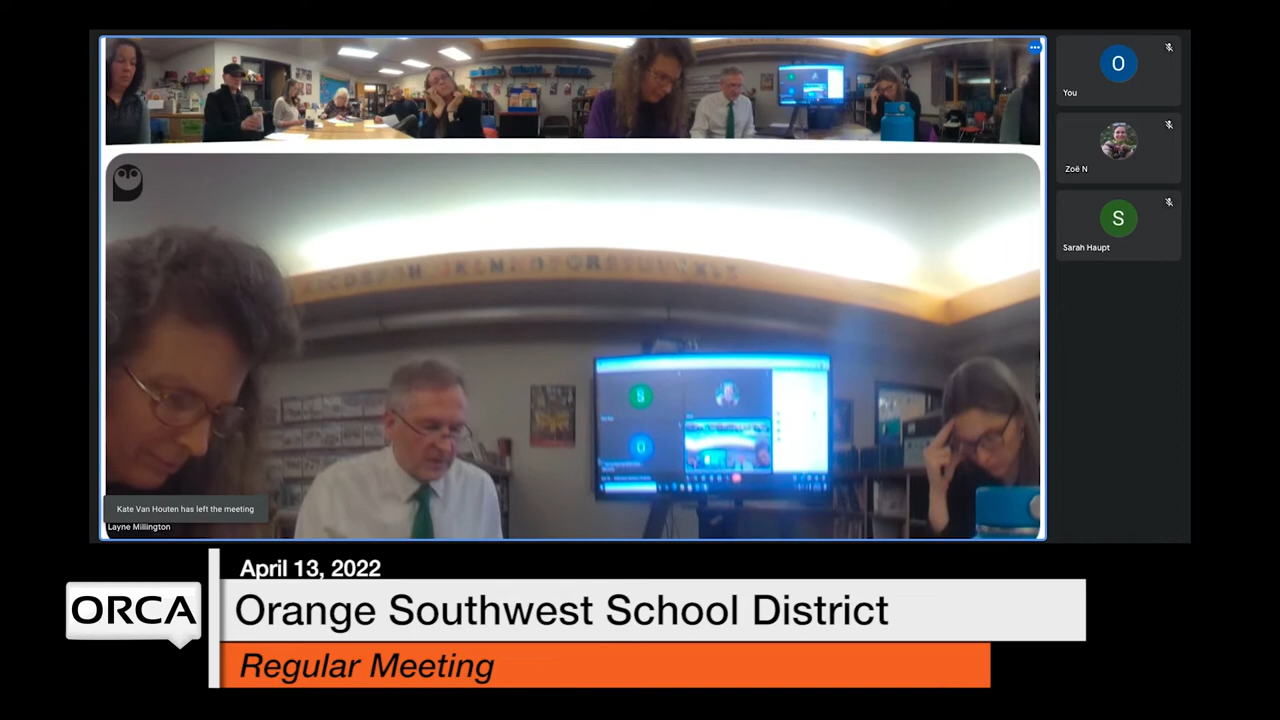 O
You
Zoë N
S
Sarah Haupt
Kate Van Houten has left the meeting
Layne Millington
April 13, 2022
ORCA
Orange Southwest School District
Regular Meeting